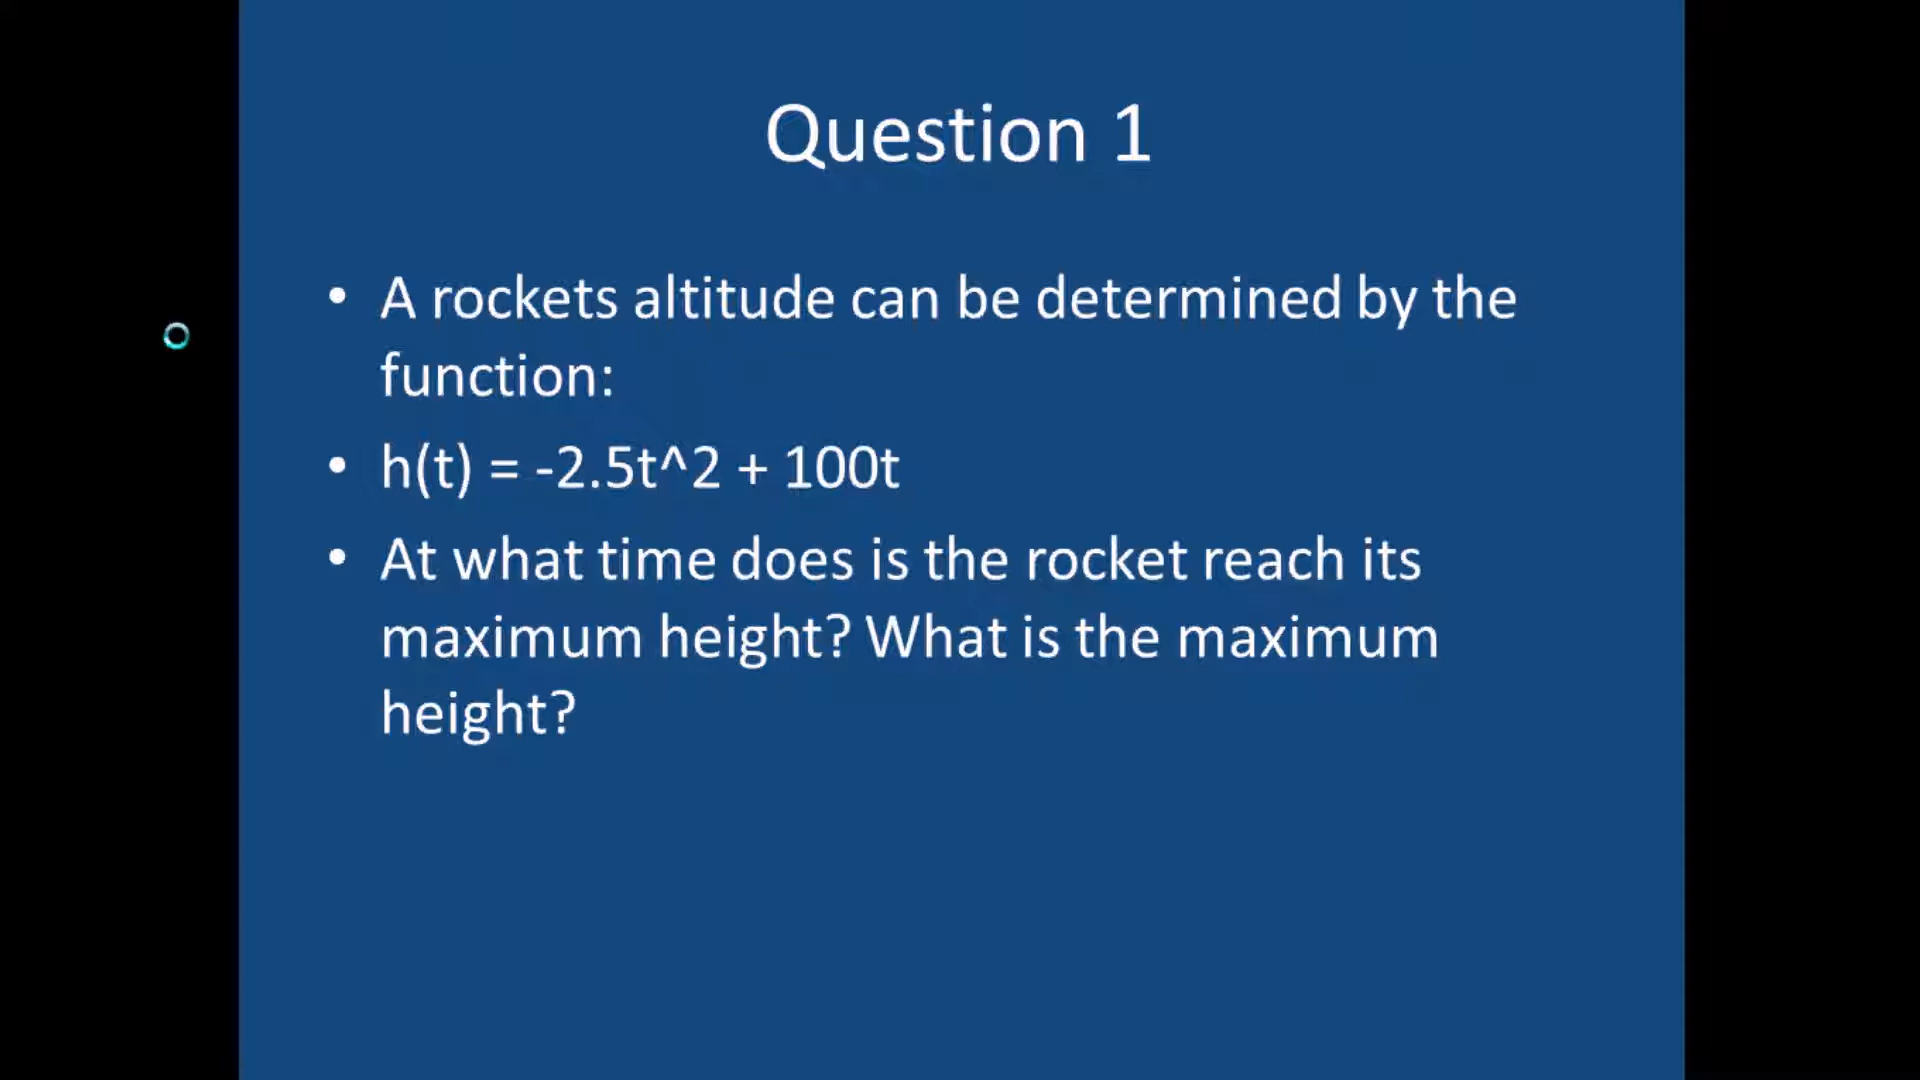 Question 1
• A rockets altitude can be determined by the
function:
• h(t) = -2.5t^2 + 100t
• At what time does is the rocket reach its
maximum height? What is the maximum
height?